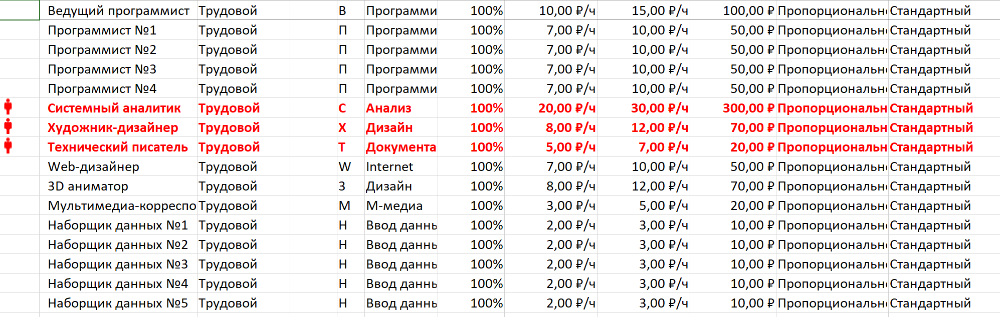 Ведущий программист Трудовой В Программи 100% 10,00 ₽/ч 15,00 ₽/ч 100,00 ₽ Пропорциональн Стандартный
Программист №1 Трудовой П Программи 100% 7,00 ₽/ч 10,00 ₽/ч 50,00 ₽ Пропорциональн Стандартный
Программист №2 Трудовой П Программи 100% 7,00 ₽/ч 10,00 ₽/ч 50,00 ₽ Пропорциональн Стандартный
Программист №3 Трудовой П Программи 100% 7,00 ₽/ч 10,00 ₽/ч 50,00 ₽ Пропорциональн Стандартный
Программист №4 Трудовой П Программи 100% 7,00 ₽/ч 10,00 ₽/ч 50,00 ₽ Пропорциональн Стандартный
Системный аналитик Трудовой С Анализ 100% 20,00 ₽/ч 30,00 ₽/ч 300,00 ₽ Пропорциональн Стандартный
Художник-дизайнер Трудовой Х Дизайн 100% 8,00 ₽/ч 12,00 ₽/ч 70,00 ₽ Пропорциональн Стандартный
Технический писатель Трудовой Т Документа 100% 5,00 ₽/ч 7,00 ₽/ч 20,00 ₽ Пропорциональн Стандартный
Web-дизайнер Трудовой W Internet 100% 7,00 ₽/ч 10,00 ₽/ч 50,00 ₽ Пропорциональн Стандартный
3D аниматор Трудовой 3 Дизайн 100% 8,00 ₽/ч 12,00 ₽/ч 70,00 ₽ Пропорциональн Стандартный
Мультимедиа-корреспо Трудовой М М-медиа 100% 3,00 ₽/ч 5,00 ₽/ч 20,00 ₽ Пропорциональн Стандартный
Наборщик данных №1 Трудовой Н Ввод данн 100% 2,00 ₽/ч 3,00 ₽/ч 10,00 ₽ Пропорциональн Стандартный
Наборщик данных №2 Трудовой Н Ввод данн 100% 2,00 ₽/ч 3,00 ₽/ч 10,00 ₽ Пропорциональн Стандартный
Наборщик данных №3 Трудовой Н Ввод данн 100% 2,00 ₽/ч 3,00 ₽/ч 10,00 ₽ Пропорциональн Стандартный
Наборщик данных №4 Трудовой Н Ввод данн 100% 2,00 ₽/ч 3,00 ₽/ч 10,00 ₽ Пропорциональн Стандартный
Наборщик данных №5 Трудовой Н Ввод данн 100% 2,00 ₽/ч 3,00 ₽/ч 10,00 ₽ Пропорциональн Стандартный